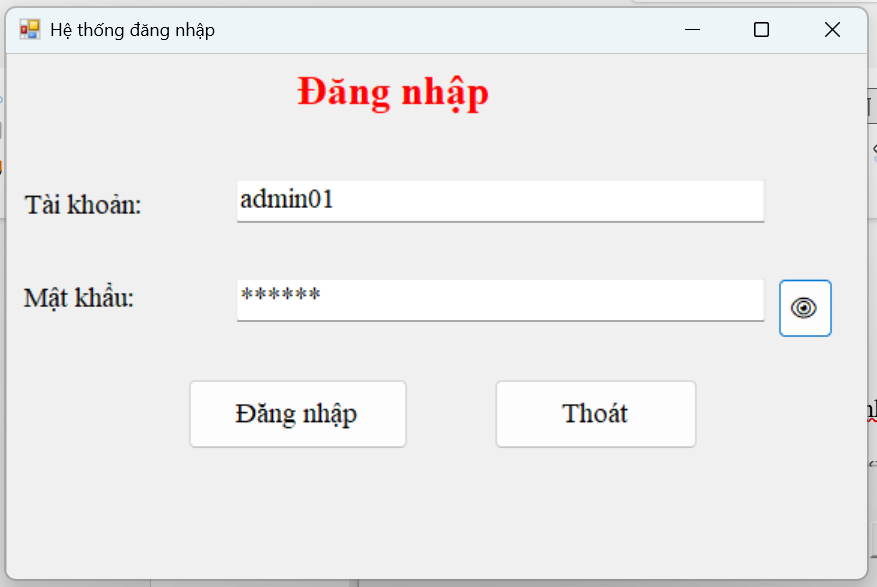 Hệ thống đăng nhập
Đăng nhập
Tài khoản: admin01
Mật khẩu: ******
Đăng nhập Thoát